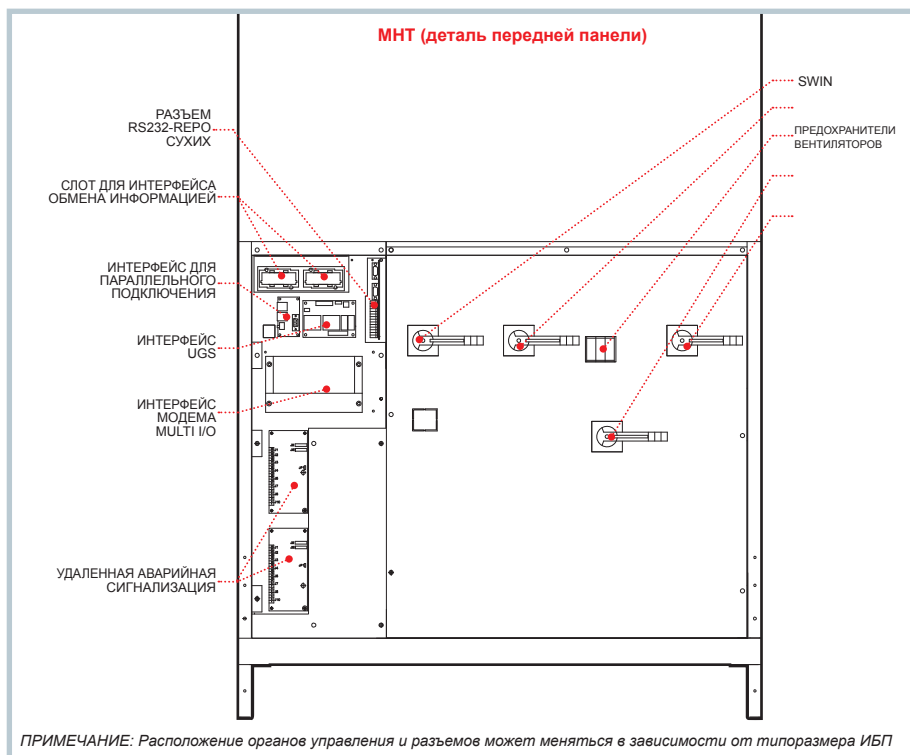 МНТ (деталь передней панели)
РАЗЪЕМ
RS232-REPO
СУХИХ
СЛОТ ДЛЯ ИНТЕРФЕЙСА
ОБМЕНА ИНФОРМАЦИЕЙ
ИНТЕРФЕЙС ДЛЯ
ПАРАЛЛЕЛЬНОГО
ПОДКЛЮЧЕНИЯ
ИНТЕРФЕЙС
UGS
ИНТЕРФЕЙС
МОДЕМА
MULTI I/O
УДАЛЕННАЯ АВАРИЙНАЯ
СИГНАЛИЗАЦИЯ
SWIN
ПРЕДОХРАНИТЕЛИ
ВЕНТИЛЯТОРОВ
ПРИМЕЧАНИЕ: Расположение органов управления и разъемов может меняться в зависимости от типоразмера ИБП